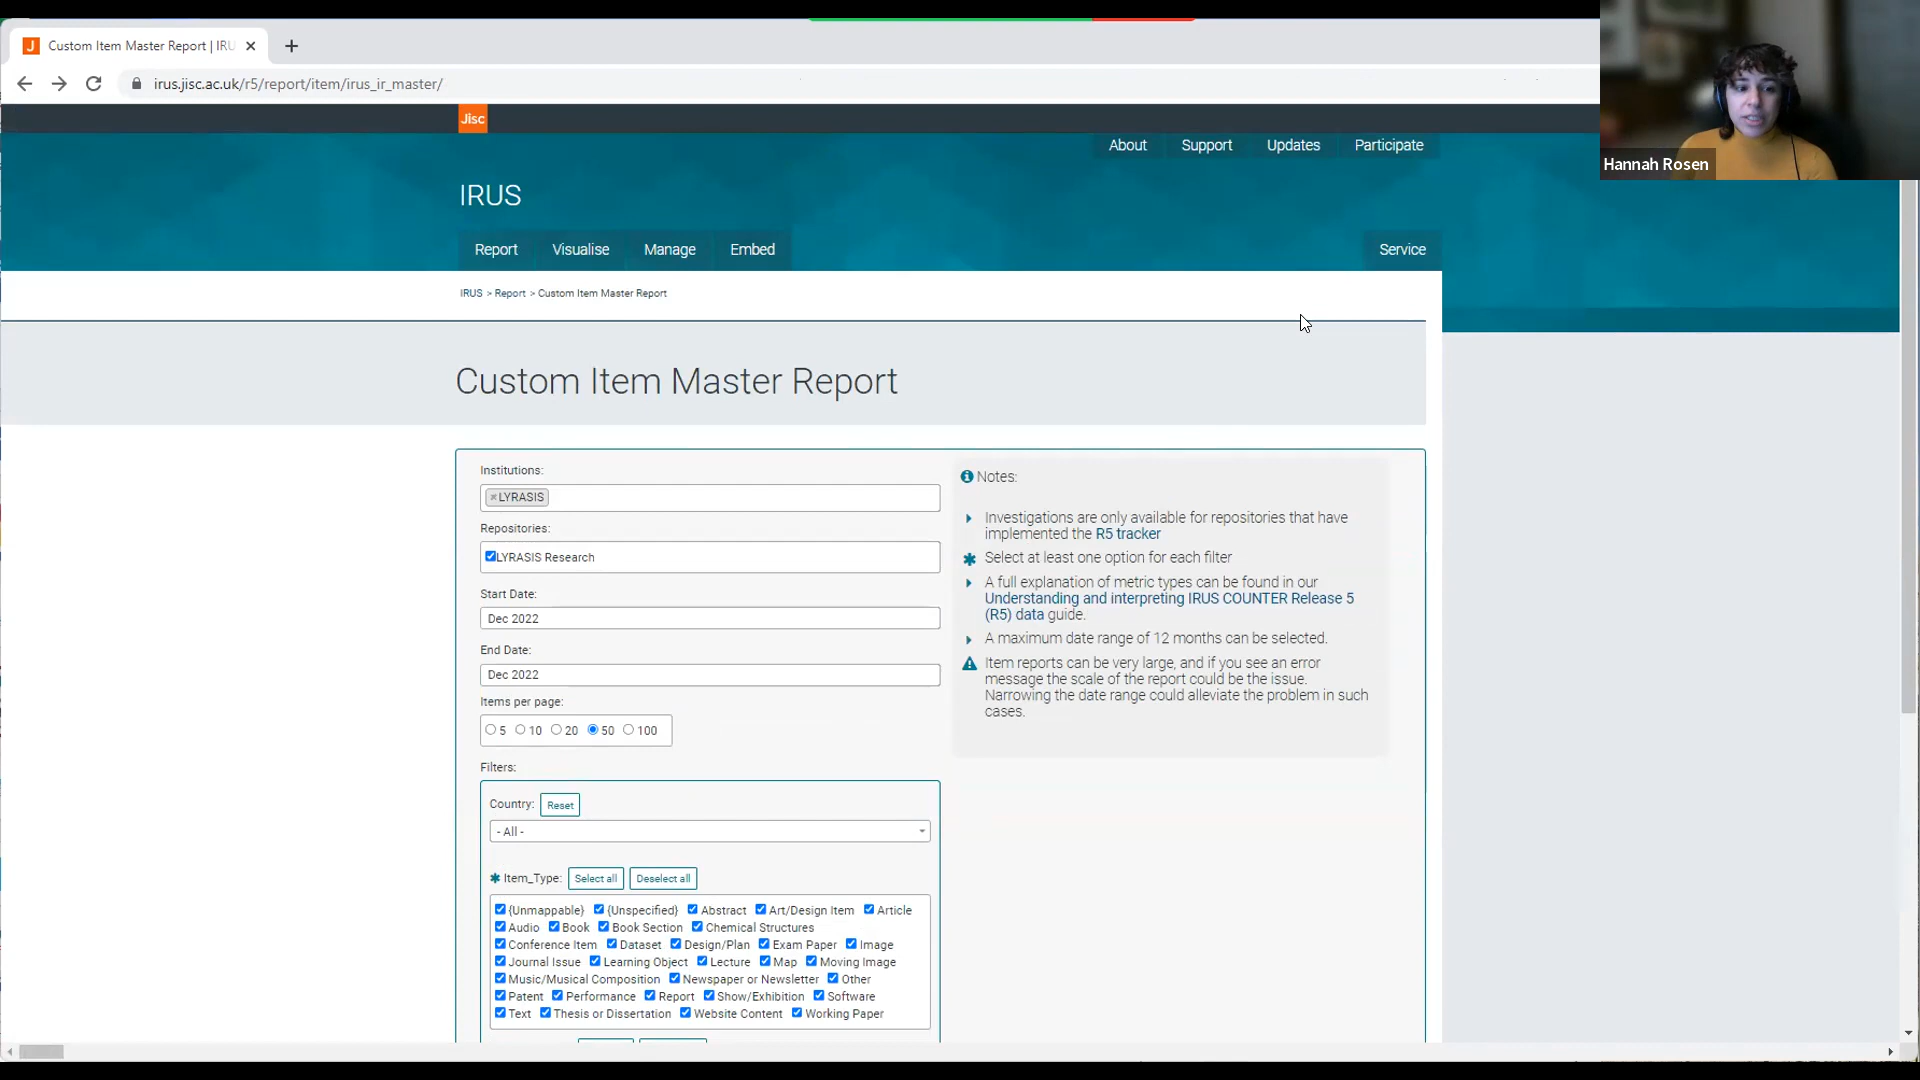 Custom Item Master Report | IRU
irus.jisc.ac.uk/r5/report/item/irus_ir_master/
Hannah Rosen
Jisc
About Support Updates Participate
IRUS
Report Visualise Manage Embed Service
IRUS > Report > Custom Item Master Report
Custom Item Master Report
Institutions:
×LYRASIS
Repositories:
LYRASIS Research
Start Date:
Dec 2022
End Date:
Dec 2022
Items per page:
5 10 20 50 100
Filters:
Country: Reset
- All -
Item_Type: Select all Deselect all
{Unmappable} {Unspecified} Abstract Art/Design Item Article
Audio Book Book Section Chemical Structures
Conference Item Dataset Design/Plan Exam Paper Image
Journal Issue Learning Object Lecture Map Moving Image
Music/Musical Composition Newspaper or Newsletter Other
Patent Performance Report Show/Exhibition Software
Text Thesis or Dissertation Website Content Working Paper
Notes:
Investigations are only available for repositories that have
implemented the R5 tracker
Select at least one option for each filter
A full explanation of metric types can be found in our
Understanding and interpreting IRUS COUNTER Release 5
(R5) data guide.
A maximum date range of 12 months can be selected.
Item reports can be very large, and if you see an error
message the scale of the report could be the issue.
Narrowing the date range could alleviate the problem in such
cases.